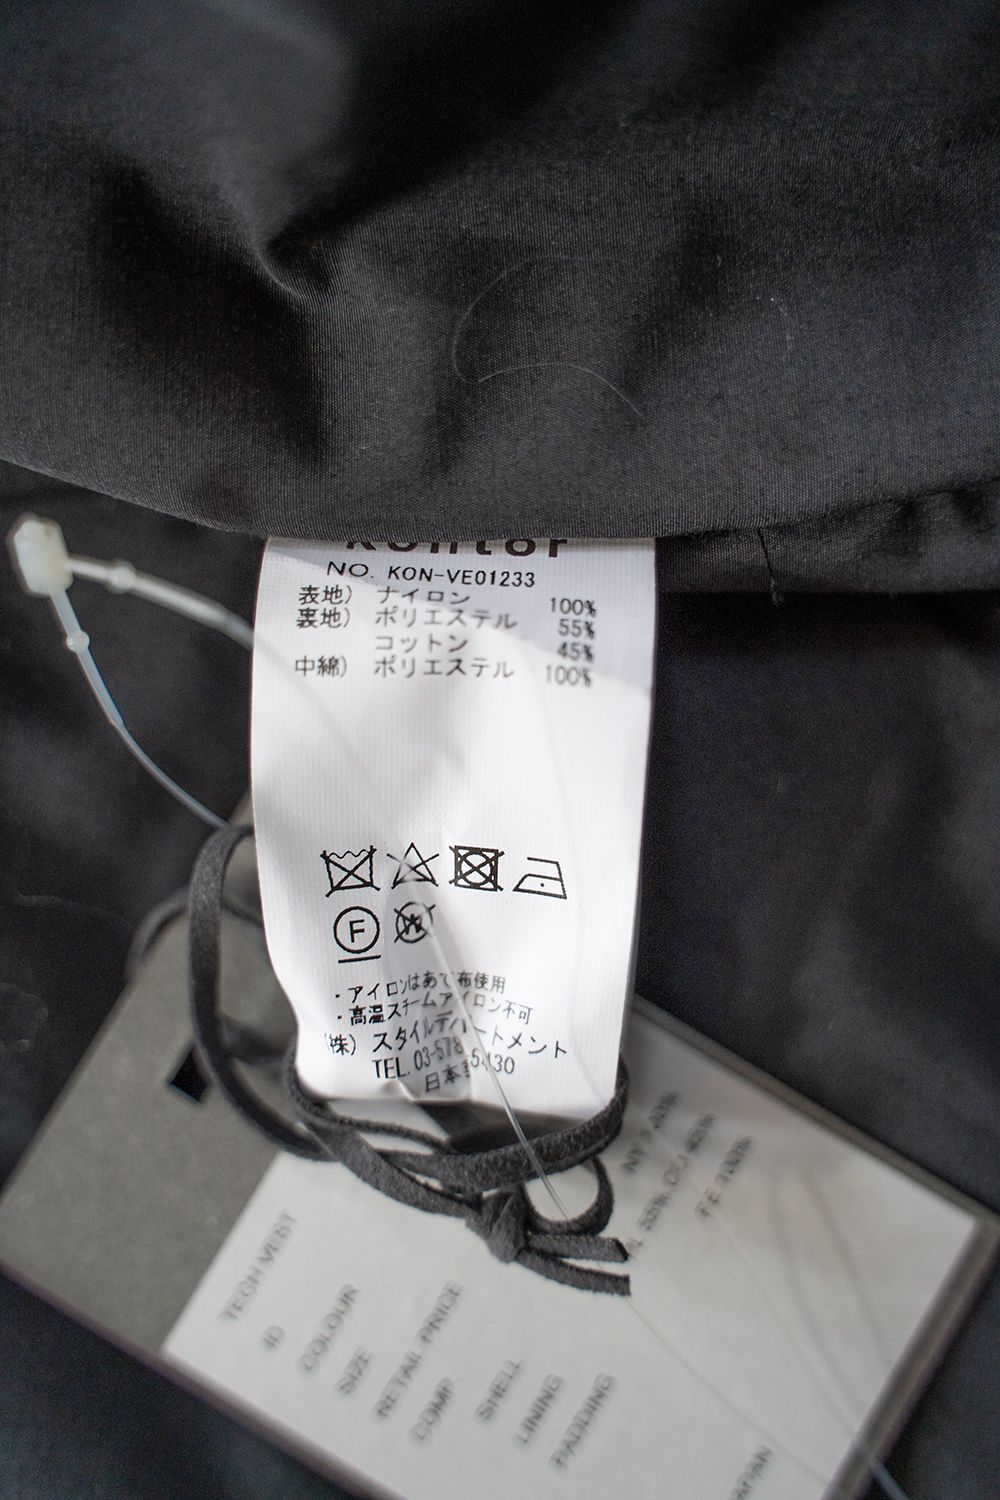 kontor
NO. KON-VE01233
表地) ナイロン 100%
裏地) ポリエステル 55%
コットン 45%
中綿) ポリエステル 100%
F W
・アイロンはあて布使用
・高温スチームアイロン不可
(株) スタイルデパートメント
TEL.03-578 5430
日本製
TECH VEST
ID
COLOUR
SIZE
RETAIL PRICE
COMP
SHELL
LINING
PADDING